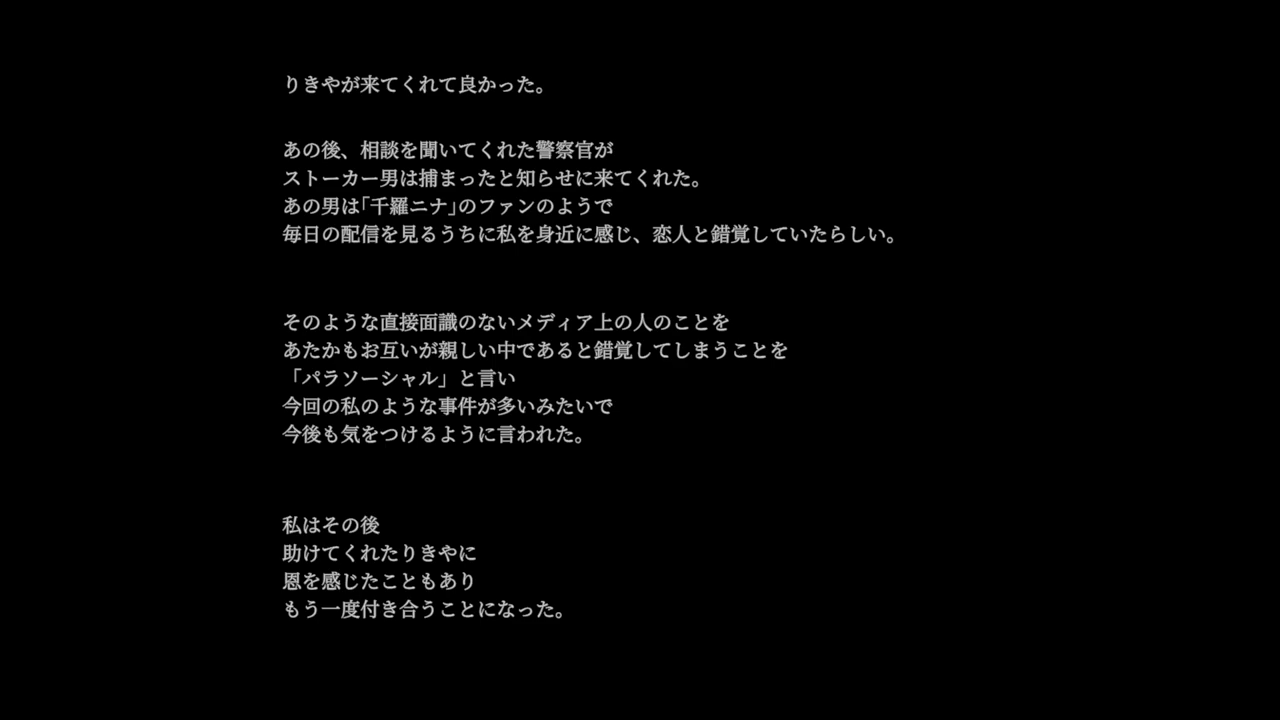 りきやが来てくれて良かった。
あの後、相談を聞いてくれた警察官が
ストーカー男は捕まったと知らせに来てくれた。
あの男は｢千羅ニナ｣のファンのようで
毎日の配信を見るうちに私を身近に感じ、恋人と錯覚していたらしい。
そのような直接面識のないメディア上の人のことを
あたかもお互いが親しい中であると錯覚してしまうことを
「パラソーシャル」と言い
今回の私のような事件が多いみたいで
今後も気をつけるように言われた。
私はその後
助けてくれたりきやに
恩を感じたこともあり
もう一度付き合うことになった。